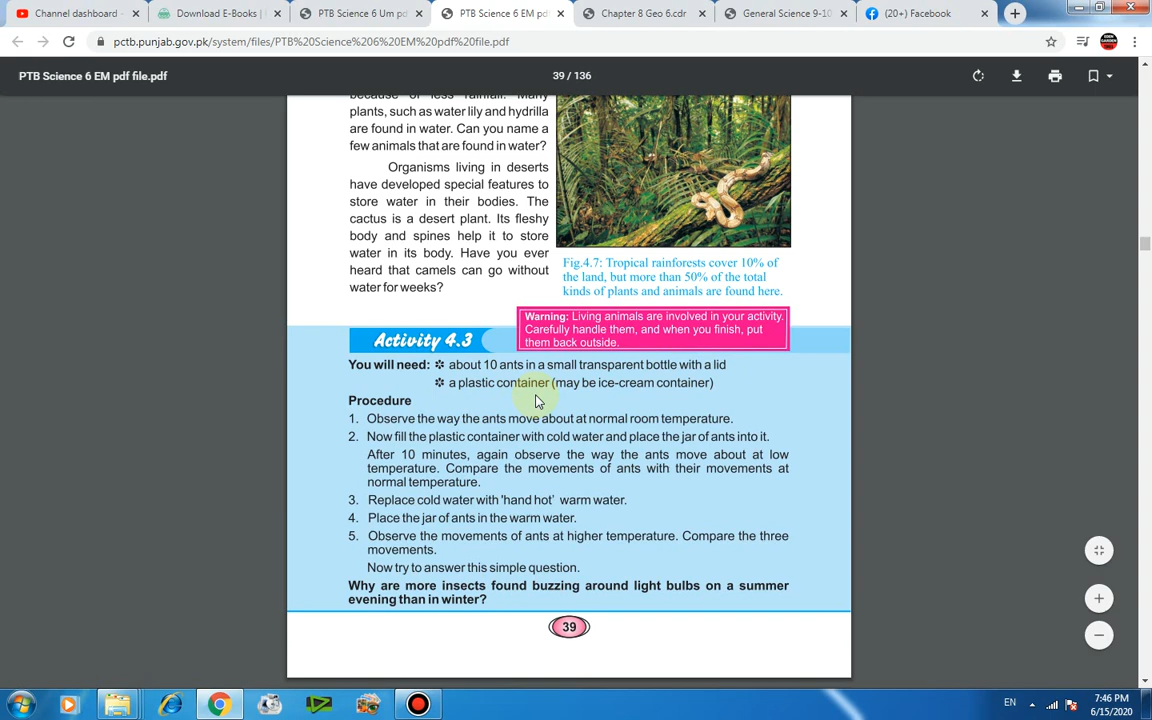 Channel dashboard -
Download E-Books |
PTB Science 6 Um pd
PTB Science 6 EM pd
Chapter 8 Geo 6.cdr
General Science 9-10
(20+) Facebook
pctb.punjab.gov.pk/system/files/PTB%20Science%206%20EM%20pdf%20file.pdf
PTB Science 6 EM pdf file.pdf
39 / 136
because of less rainfall. Many
plants, such as water lily and hydrilla
are found in water. Can you name a
few animals that are found in water?
Organisms living in deserts
have developed special features to
store water in their bodies. The
cactus is a desert plant. Its fleshy
body and spines help it to store
water in its body. Have you ever
heard that camels can go without
water for weeks?
Fig.4.7: Tropical rainforests cover 10% of
the land, but more than 50% of the total
kinds of plants and animals are found here.
Warning: Living animals are involved in your activity.
Carefully handle them, and when you finish, put
them back outside.
Activity 4.3
You will need: ❇ about 10 ants in a small transparent bottle with a lid
❇ a plastic container (may be ice-cream container)
Procedure
1. Observe the way the ants move about at normal room temperature.
2. Now fill the plastic container with cold water and place the jar of ants into it.
After 10 minutes, again observe the way the ants move about at low
temperature. Compare the movements of ants with their movements at
normal temperature.
3. Replace cold water with 'hand hot' warm water.
4. Place the jar of ants in the warm water.
5. Observe the movements of ants at higher temperature. Compare the three
movements.
Now try to answer this simple question.
Why are more insects found buzzing around light bulbs on a summer
evening than in winter?
39
EN
7:46 PM
6/15/2020